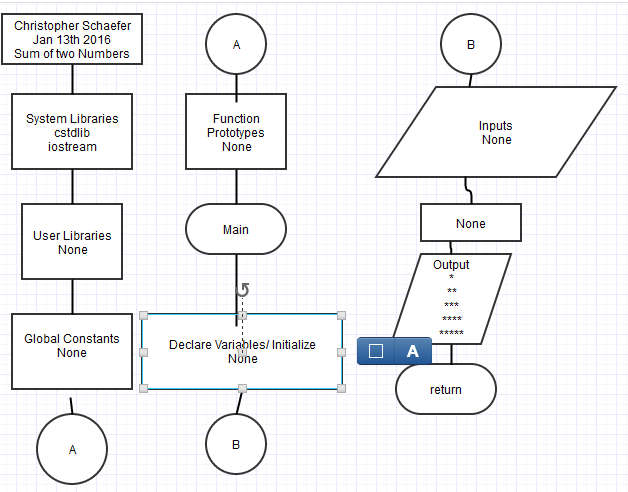 Christopher Schaefer
Jan 13th 2016
Sum of two Numbers
System Libraries
cstdlib
iostream
User Libraries
None
Global Constants
None
A
A
Function
Prototypes
None
Main
Declare Variables/ Initialize
None
B
B
Inputs
None
None
Output
*
**
***
****
*****
A
return